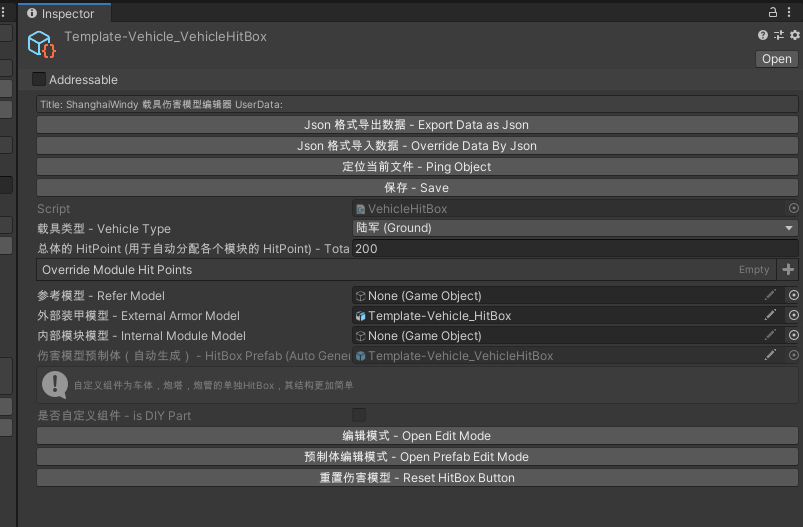 Inspector
Template-Vehicle_VehicleHitBox
Open
Addressable
Title: ShanghaiWindy 载具伤害模型编辑器 UserData:
Json 格式导出数据 - Export Data as Json
Json 格式导入数据 - Override Data By Json
定位当前文件 - Ping Object
保存 - Save
Script VehicleHitBox
载具类型 - Vehicle Type 陆军 (Ground)
总体的 HitPoint (用于自动分配各个模块的 HitPoint) - Tota 200
Override Module Hit Points Empty
参考模型 - Refer Model None (Game Object)
外部装甲模型 - External Armor Model Template-Vehicle_HitBox
内部模块模型 - Internal Module Model None (Game Object)
伤害模型预制体 ( 自动生成 ) - HitBox Prefab (Auto Gener Template-Vehicle_VehicleHitBox
自定义组件为车体，炮塔，炮管的单独HitBox，其结构更加简单
是否自定义组件 - is DIY Part
编辑模式 - Open Edit Mode
预制体编辑模式 - Open Prefab Edit Mode
重置伤害模型 - Reset HitBox Button